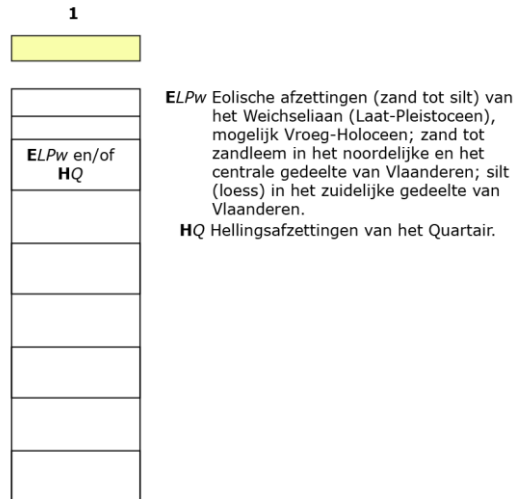 1
ELPw en/of
HQ
ELPw Eolische afzettingen (zand tot silt) van
het Weichseliaan (Laat-Pleistoceen),
mogelijk Vroeg-Holoceen; zand tot
zandleem in het noordelijke en het
centrale gedeelte van Vlaanderen; silt
(loess) in het zuidelijke gedeelte van
Vlaanderen.
HQ Hellingsafzettingen van het Quartair.